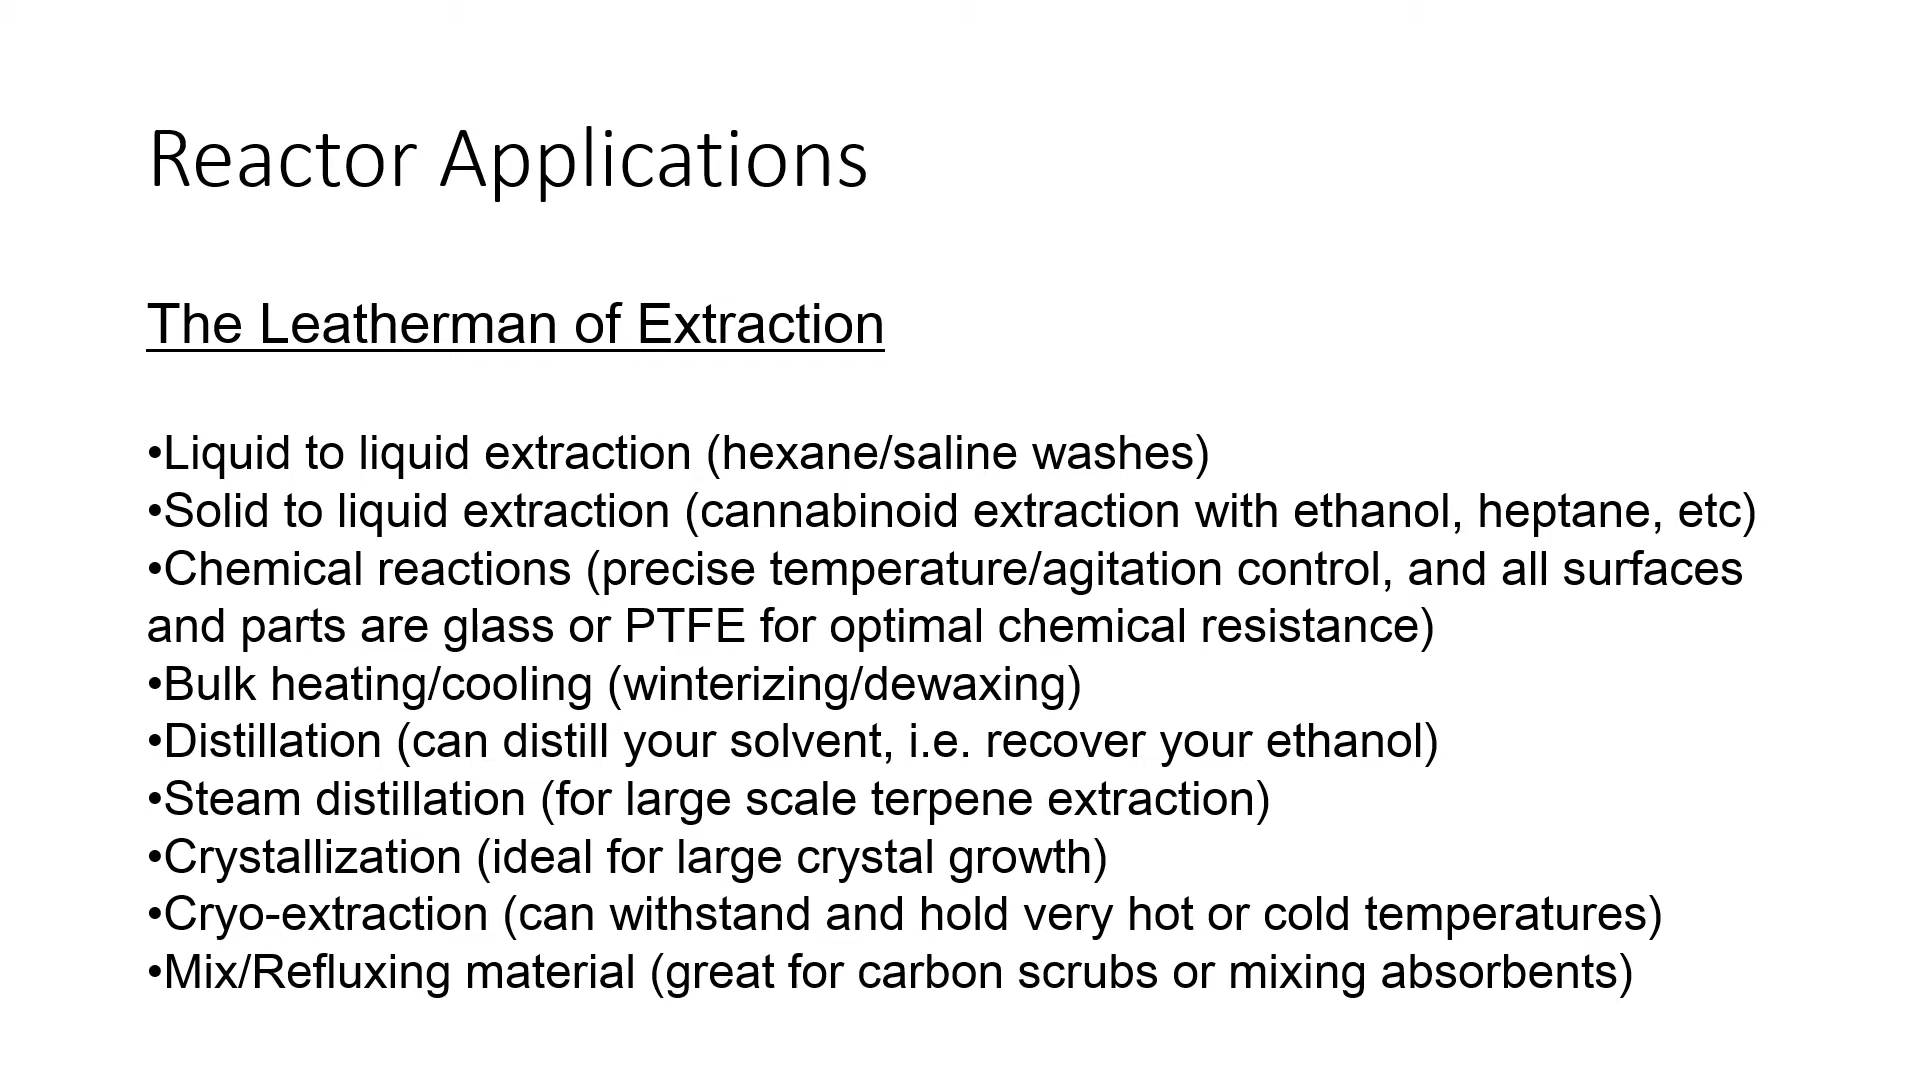 Reactor Applications
The Leatherman of Extraction
•Liquid to liquid extraction (hexane/saline washes)
•Solid to liquid extraction (cannabinoid extraction with ethanol, heptane, etc)
•Chemical reactions (precise temperature/agitation control, and all surfaces
and parts are glass or PTFE for optimal chemical resistance)
•Bulk heating/cooling (winterizing/dewaxing)
•Distillation (can distill your solvent, i.e. recover your ethanol)
•Steam distillation (for large scale terpene extraction)
•Crystallization (ideal for large crystal growth)
•Cryo-extraction (can withstand and hold very hot or cold temperatures)
•Mix/Refluxing material (great for carbon scrubs or mixing absorbents)